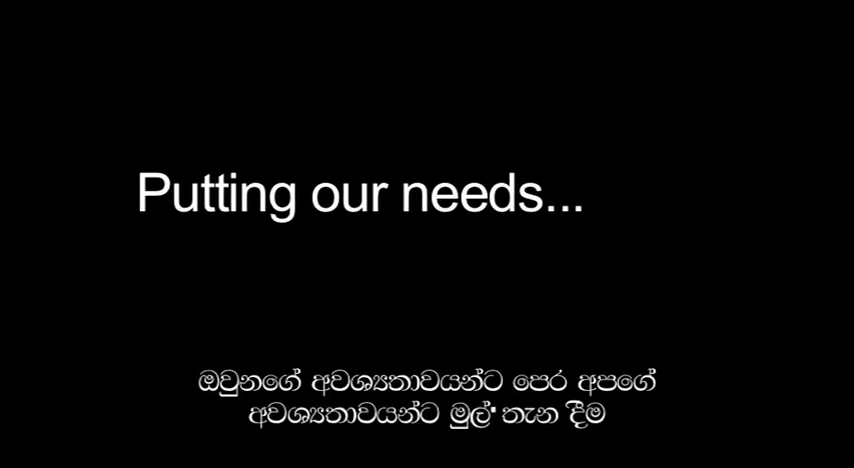 Putting our needs...
ඔවුනගේ අවශ්‍යතාවයන්ට පෙර අපගේ
අවශ්‍යතාවයන්ට මුල් තැන දීම